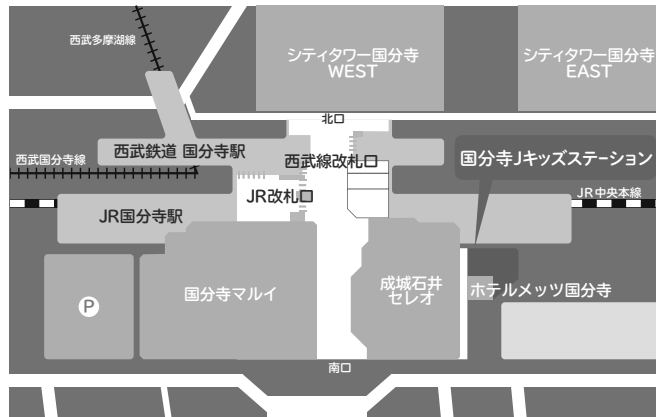 西武多摩湖線
シティタワー国分寺
WEST
シティタワー国分寺
EAST
北口
西武鉄道 国分寺駅
西武線改札口
国分寺Jキッズステーション
西武国分寺線
JR中央本線
JR改札口
JR国分寺駅
国分寺マルイ
成城石井
セレオ
ホテルメッツ国分寺
P
南口